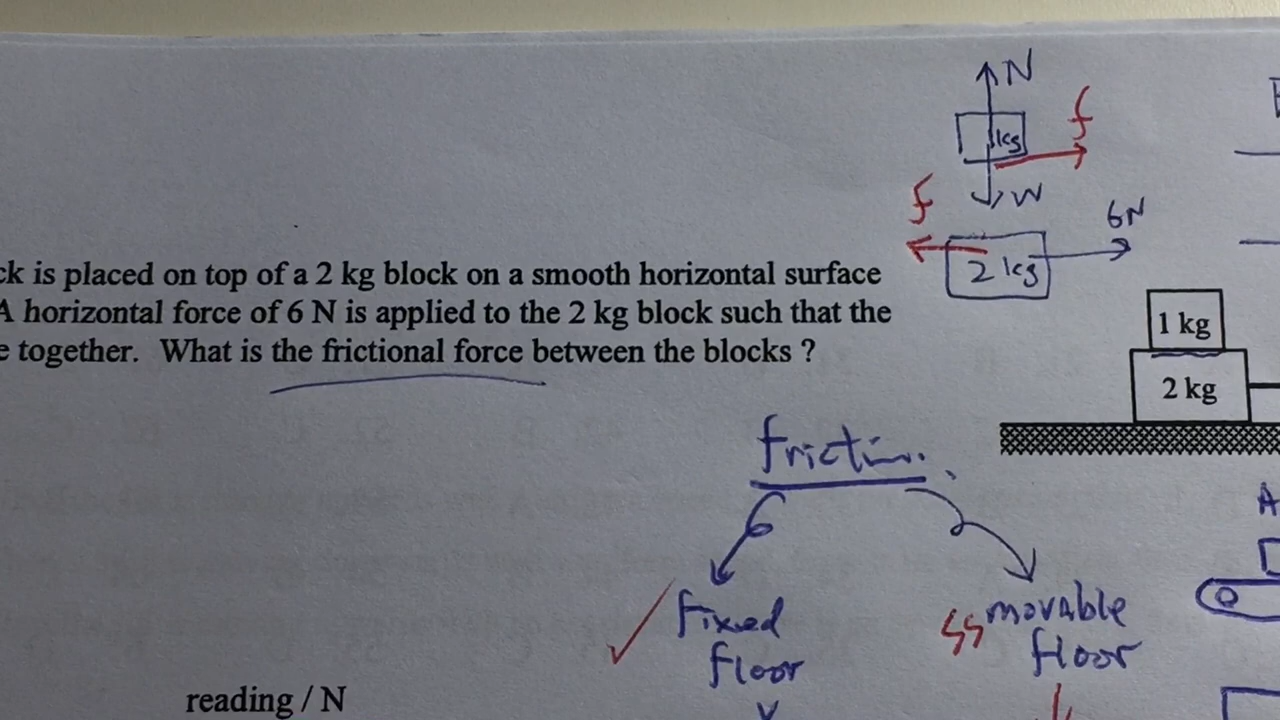 N
f
1kg
W
f
6N
2 kg
ck is placed on top of a 2 kg block on a smooth horizontal surface
A horizontal force of 6 N is applied to the 2 kg block such that the
e together. What is the frictional force between the blocks ?
1 kg
2 kg
friction.
A
fixed
floor
movable
floor
reading / N